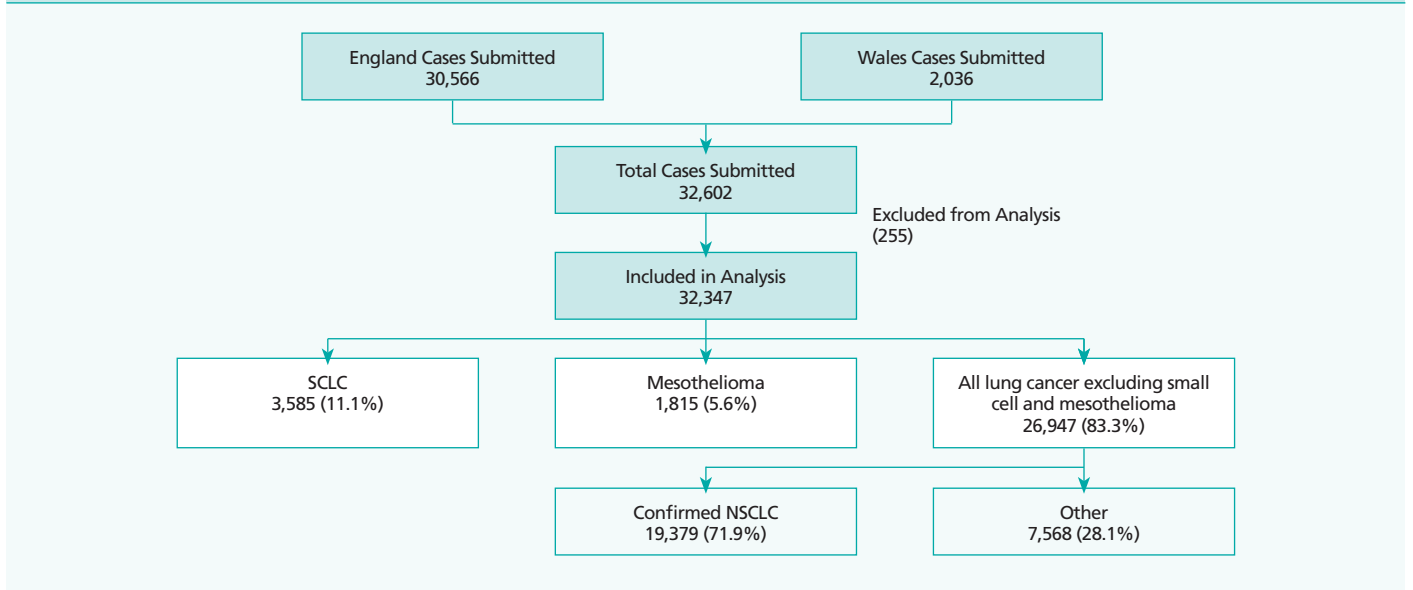 England Cases Submitted
30,566
Wales Cases Submitted
2,036
Total Cases Submitted
32,602
Excluded from Analysis
(255)
Included in Analysis
32,347
SCLC
3,585 (11.1%)
Mesothelioma
1,815 (5.6%)
All lung cancer excluding small
cell and mesothelioma
26,947 (83.3%)
Confirmed NSCLC
19,379 (71.9%)
Other
7,568 (28.1%)